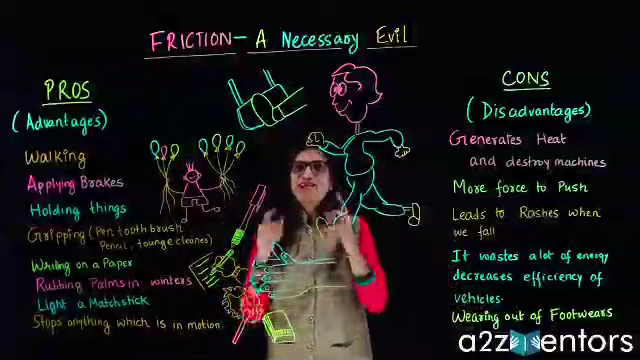 FRICTION - A Necessary Evil
PROS
(Advantages)
Walking
Applying Brakes
Holding things
Gripping (Pen, tooth brush
Pencil, tounge cleaner)
Writing on a Paper
Rubbing Palms in winters
Light a Matchstick
Stops anything which is in motion.
CONS
(Disadvantages)
Generates Heat
and destroy machines
More force to Push
Leads to Rashes when
we fall
It wastes a lot of energy
decreases efficiency of
vehicles.
Wearing out of Footwears
a2zmentors